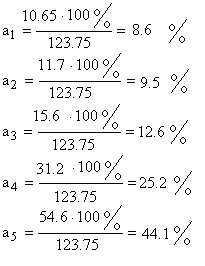 a1 = 10.65 · 100 % / 123.75 = 8.6 %
a2 = 11.7 · 100 % / 123.75 = 9.5 %
a3 = 15.6 · 100 % / 123.75 = 12.6 %
a4 = 31.2 · 100 % / 123.75 = 25.2 %
a5 = 54.6 · 100 % / 123.75 = 44.1 %